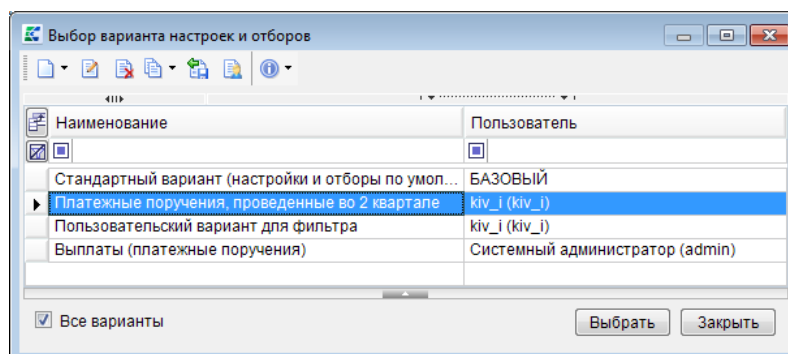 Выбор варианта настроек и отборов
Наименование Пользователь
Стандартный вариант (настройки и отборы по умол... БАЗОВЫЙ
Платежные поручения, проведенные во 2 квартале kiv_i (kiv_i)
Пользовательский вариант для фильтра kiv_i (kiv_i)
Выплаты (платежные поручения) Системный администратор (admin)
Все варианты Выбрать Закрыть